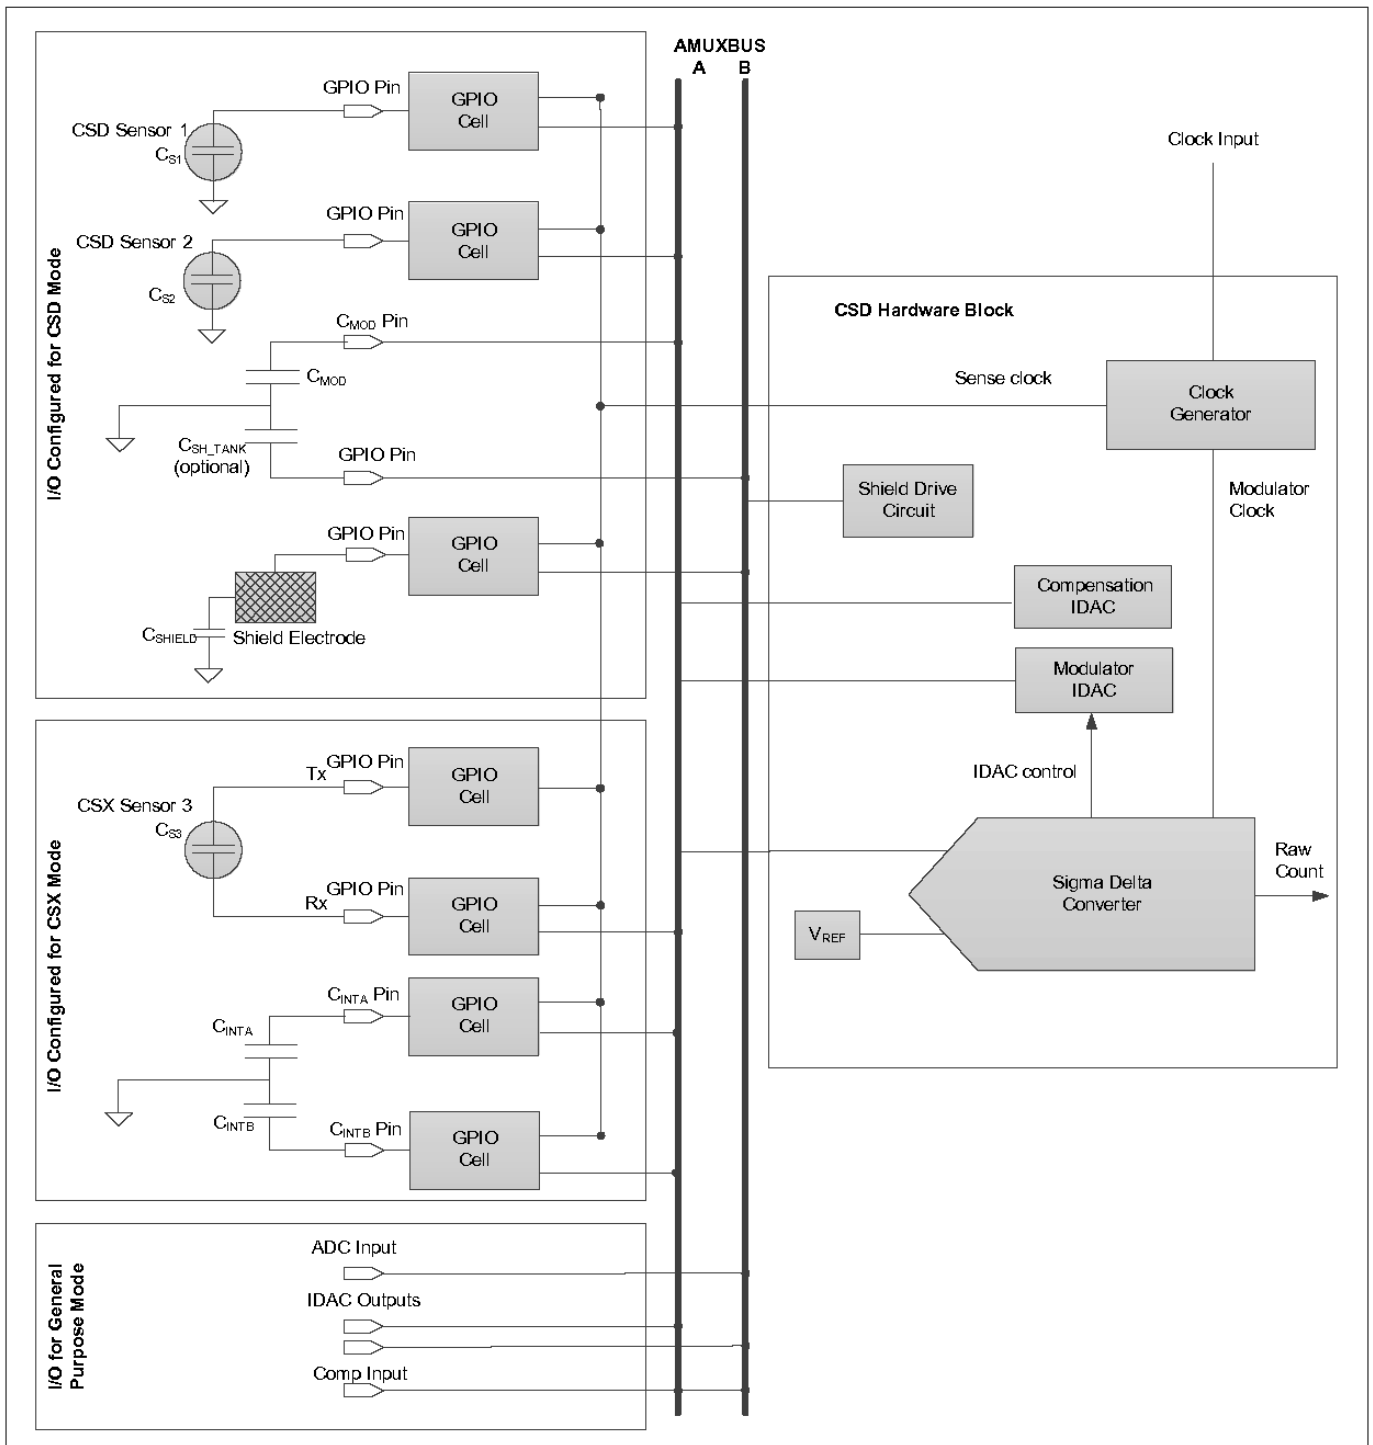 AMUXBUS
A B
I/O Configured for CSD Mode
GPIO Pin
GPIO
Cell
CSD Sensor 1
CS1
GPIO Pin
GPIO
Cell
CSD Sensor 2
CS2
CMOD Pin
CMOD
CSH_TANK
(optional)
GPIO Pin
GPIO Pin
GPIO
Cell
CSHIELD
Shield Electrode
I/O Configured for CSX Mode
GPIO Pin
Tx
GPIO
Cell
CSX Sensor 3
CS3
GPIO Pin
Rx
GPIO
Cell
CINTA Pin
GPIO
Cell
CINTA
CINTB
CINTB Pin
GPIO
Cell
I/O for General
Purpose Mode
ADC Input
IDAC Outputs
Comp Input
Clock Input
CSD Hardware Block
Sense clock
Clock
Generator
Shield Drive
Circuit
Modulator
Clock
Compensation
IDAC
Modulator
IDAC
IDAC control
Sigma Delta
Converter
Raw
Count
VREF